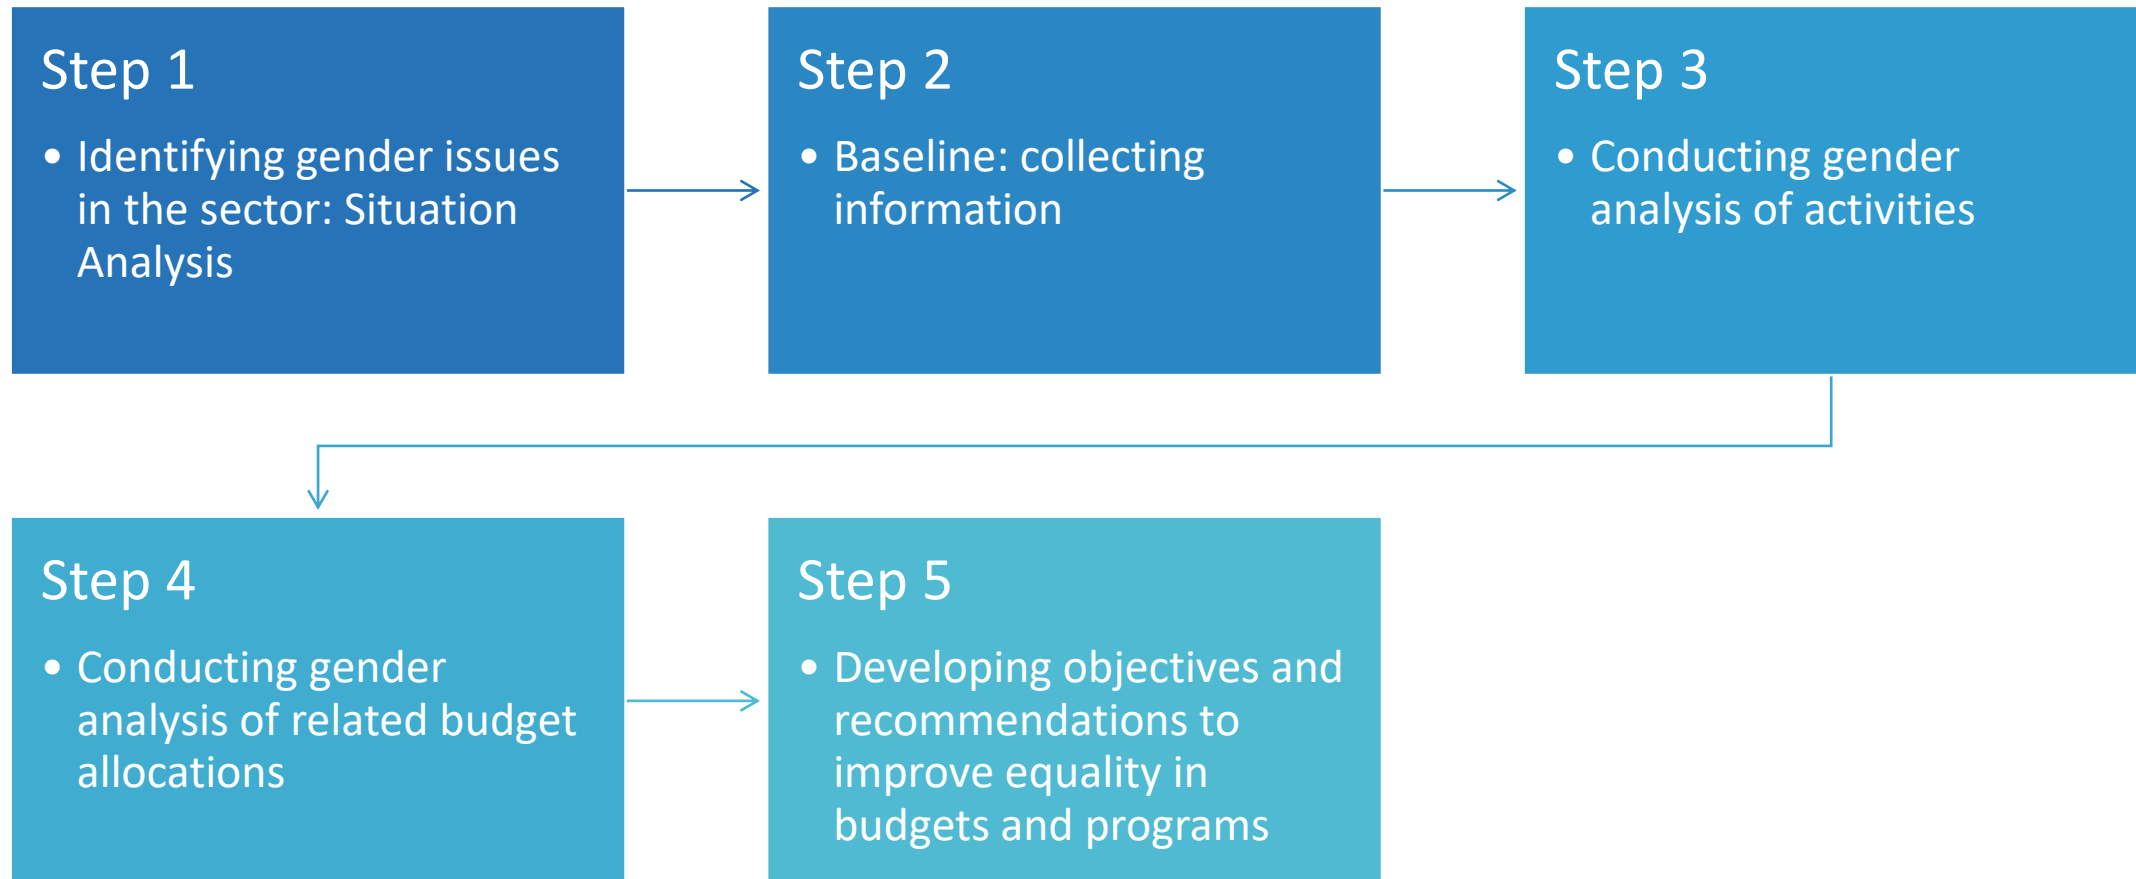 Step 1
• Identifying gender issues
in the sector: Situation
Analysis
Step 2
• Baseline: collecting
information
Step 3
• Conducting gender
analysis of activities
Step 4
• Conducting gender
analysis of related budget
allocations
Step 5
• Developing objectives and
recommendations to
improve equality in
budgets and programs